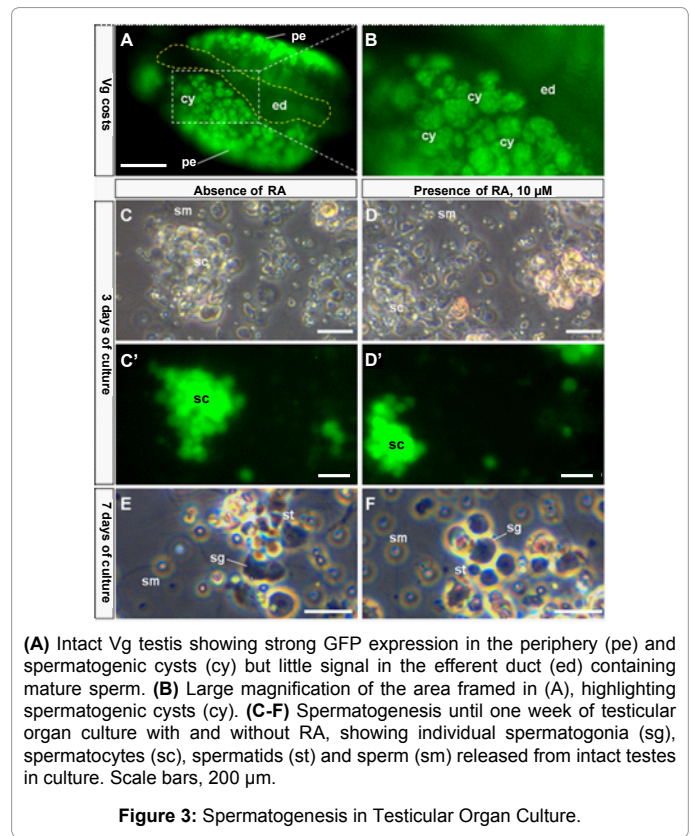 A
pe
cy
ed
pe
B
ed
cy
cy
cy
Vg costs
Absence of RA
Presence of RA, 10 µM
C
sm
sc
D
sm
sc
3 days of culture
C’
sc
D’
sc
7 days of culture
E
st
sg
sm
F
sm
sg
st
(A) Intact Vg testis showing strong GFP expression in the periphery (pe) and
spermatogenic cysts (cy) but little signal in the efferent duct (ed) containing
mature sperm. (B) Large magnification of the area framed in (A), highlighting
spermatogenic cysts (cy). (C-F) Spermatogenesis until one week of testicular
organ culture with and without RA, showing individual spermatogonia (sg),
spermatocytes (sc), spermatids (st) and sperm (sm) released from intact testes
in culture. Scale bars, 200 µm.
Figure 3: Spermatogenesis in Testicular Organ Culture.